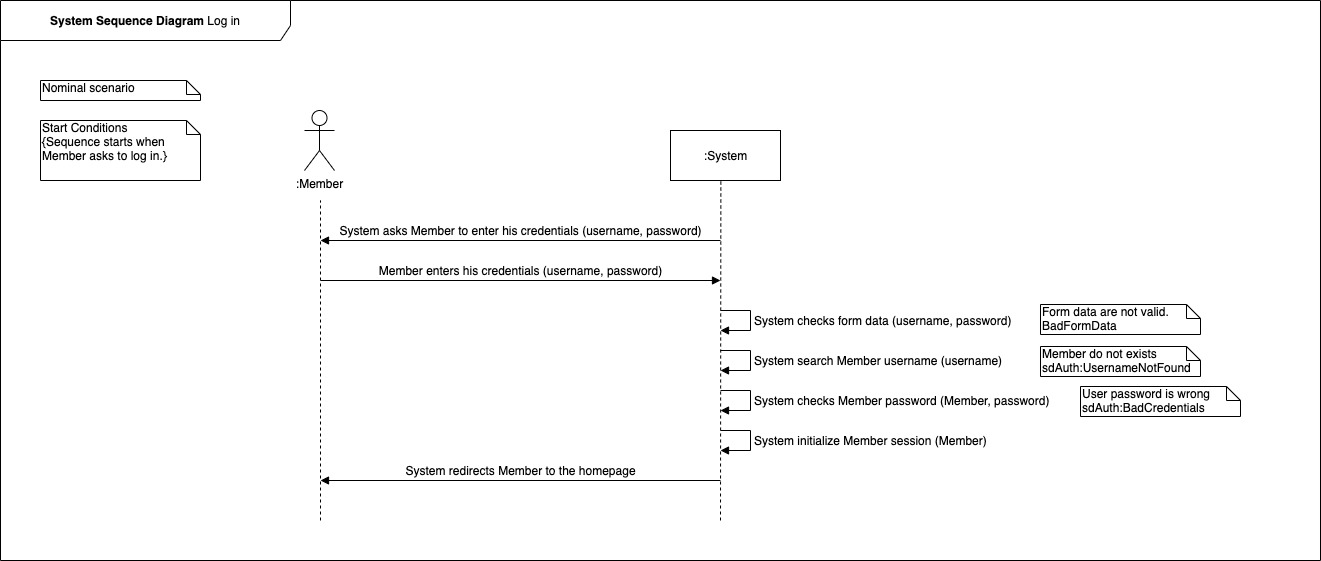 System Sequence Diagram Log in
Nominal scenario
Start Conditions
{Sequence starts when
Member asks to log in.}
:Member
:System
System asks Member to enter his credentials (username, password)
Member enters his credentials (username, password)
System checks form data (username, password)
Form data are not valid.
BadFormData
System search Member username (username)
Member do not exists
sdAuth:UsernameNotFound
System checks Member password (Member, password)
User password is wrong
sdAuth:BadCredentials
System initialize Member session (Member)
System redirects Member to the homepage